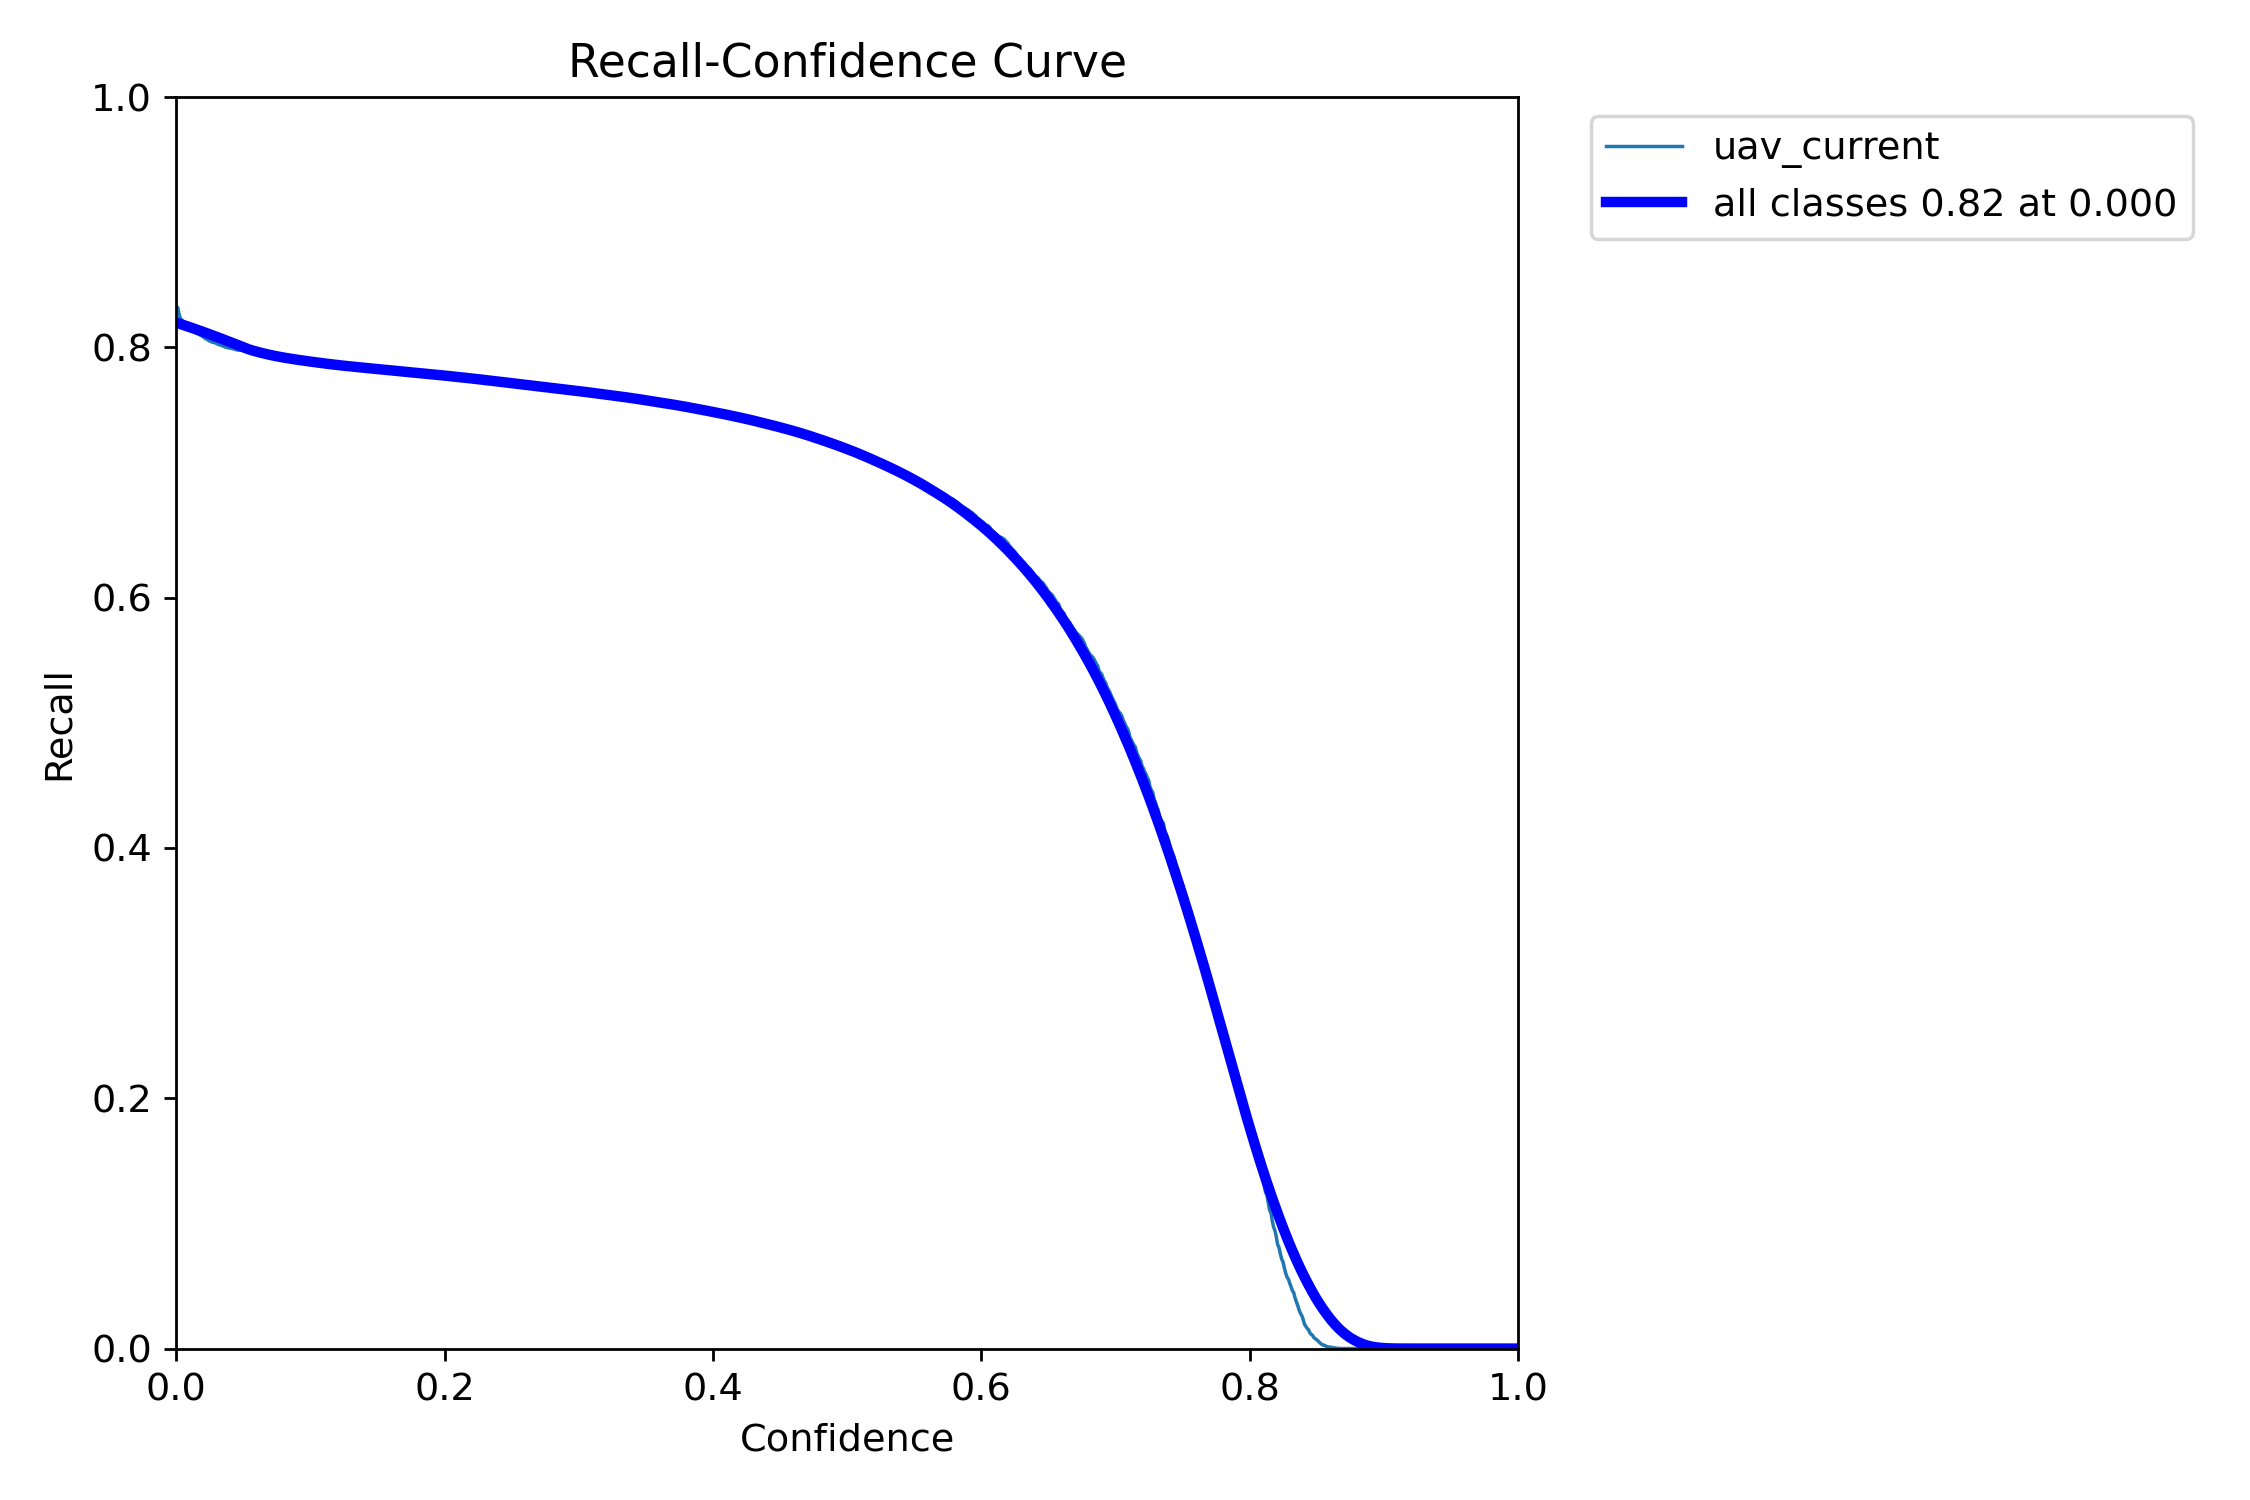 Recall-Confidence Curve
1.0
0.8
0.6
0.4
0.2
0.0
Recall
0.0 0.2 0.4 0.6 0.8 1.0
Confidence
uav_current
all classes 0.82 at 0.000